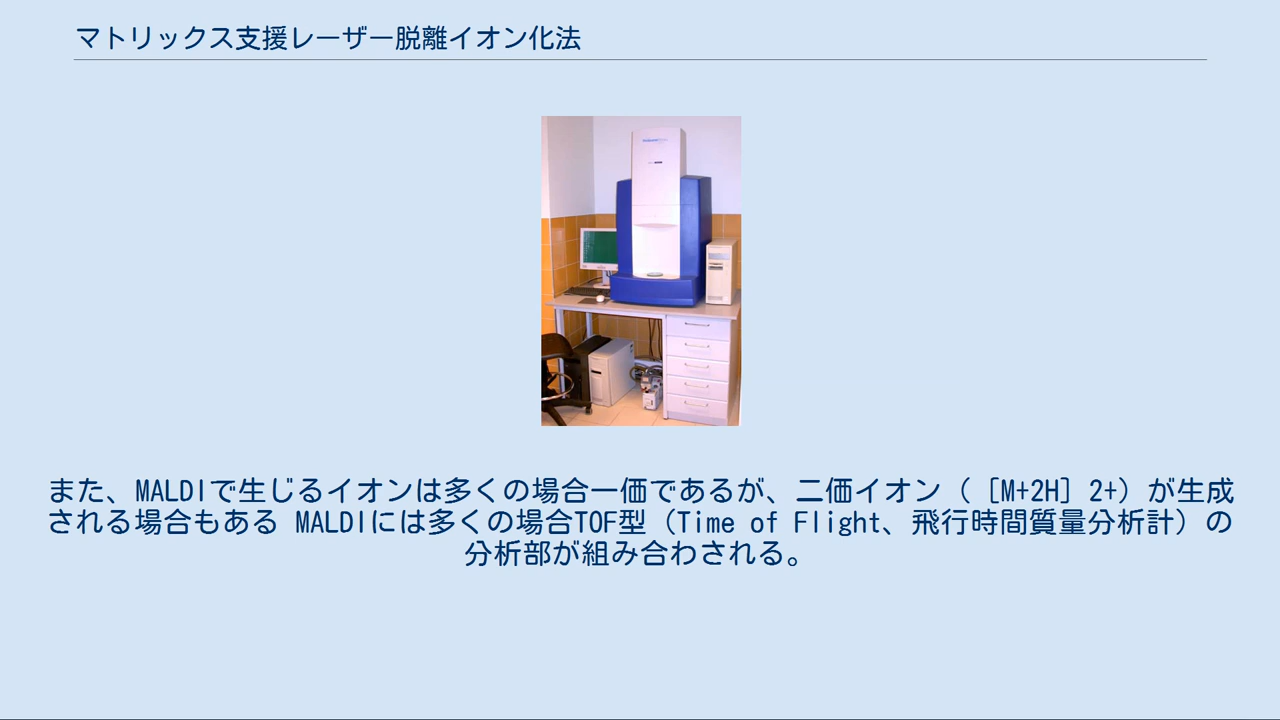 マトリックス支援レーザー脱離イオン化法
また、MALDIで生じるイオンは多くの場合一価であるが、二価イオン（［M+2H］2+）が生成
される場合もある MALDIには多くの場合TOF型（Time of Flight、飛行時間質量分析計）の
分析部が組み合わされる。